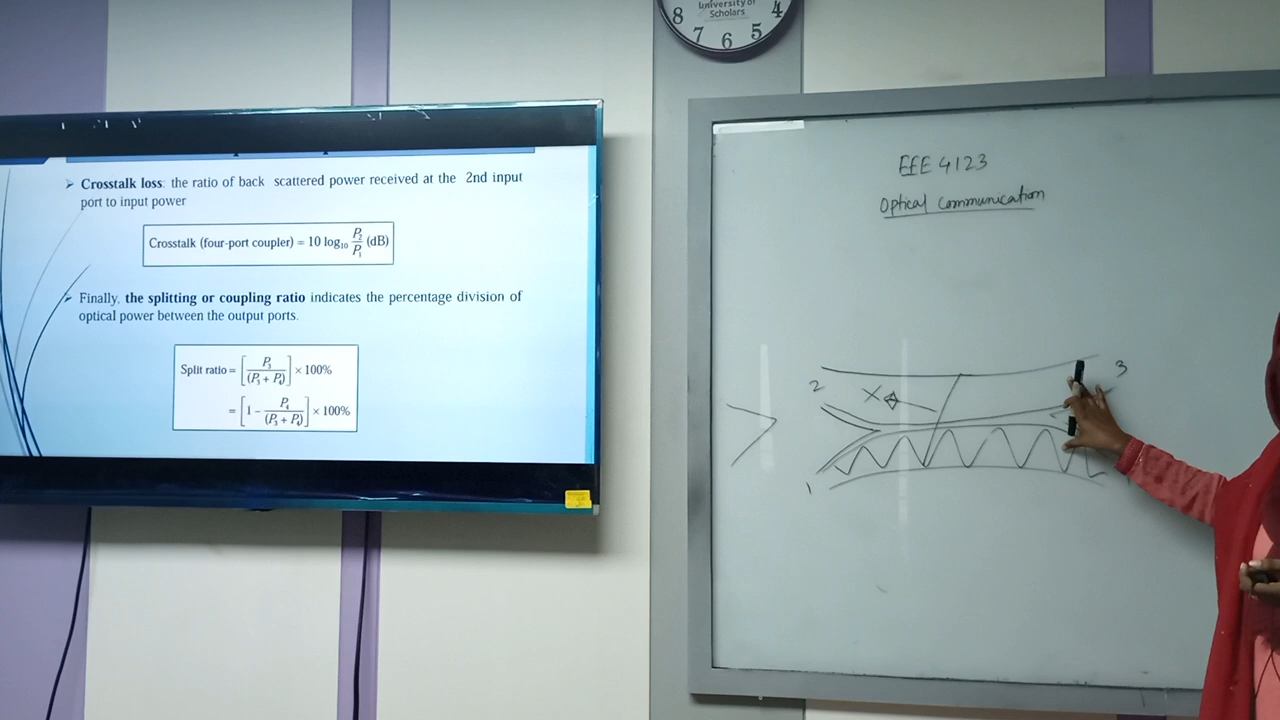 University of
Scholars
8 7 6 5 4
➢ Crosstalk loss: the ratio of back scattered power received at the 2nd input
port to input power
Crosstalk (four-port coupler) = 10 log₁₀ P₂/P₁ (dB)
➢ Finally, the splitting or coupling ratio indicates the percentage division of
optical power between the output ports.
Split ratio = [P₃/(P₃ + P₄)] × 100%
= [1 - P₄/(P₃ + P₄)] × 100%
EEE 4123
Optical Communication
2
3
1